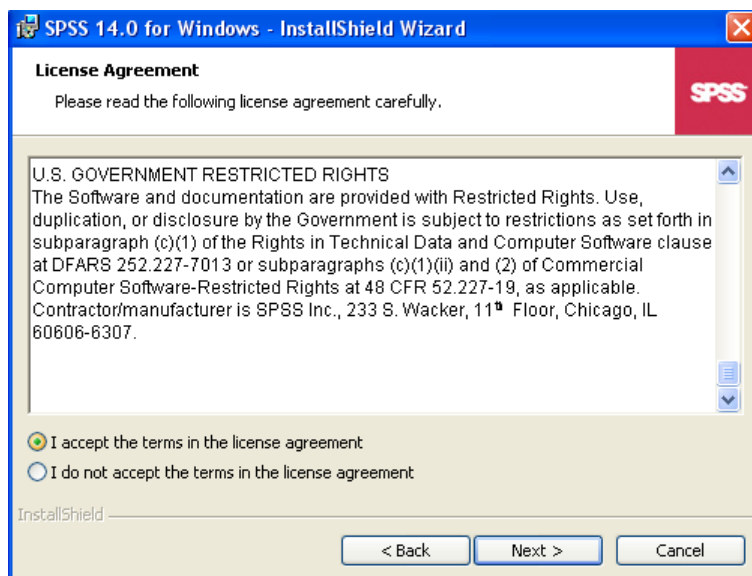 SPSS 14.0 for Windows - InstallShield Wizard
License Agreement
Please read the following license agreement carefully.
SPSS
U.S. GOVERNMENT RESTRICTED RIGHTS
The Software and documentation are provided with Restricted Rights. Use,
duplication, or disclosure by the Government is subject to restrictions as set forth in
subparagraph (c)(1) of the Rights in Technical Data and Computer Software clause
at DFARS 252.227-7013 or subparagraphs (c)(1)(ii) and (2) of Commercial
Computer Software-Restricted Rights at 48 CFR 52.227-19, as applicable.
Contractor/manufacturer is SPSS Inc., 233 S. Wacker, 11th Floor, Chicago, IL
60606-6307.
I accept the terms in the license agreement
I do not accept the terms in the license agreement
InstallShield
< Back
Next >
Cancel